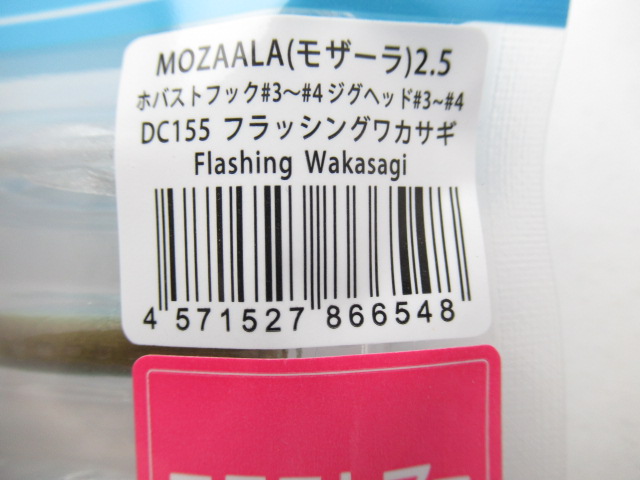 MOZAALA(モザーラ)2.5
ホバストフック#3～#4 ジグヘッド#3~#4
DC155 フラッシングワカサギ
Flashing Wakasagi
4 571527 866548